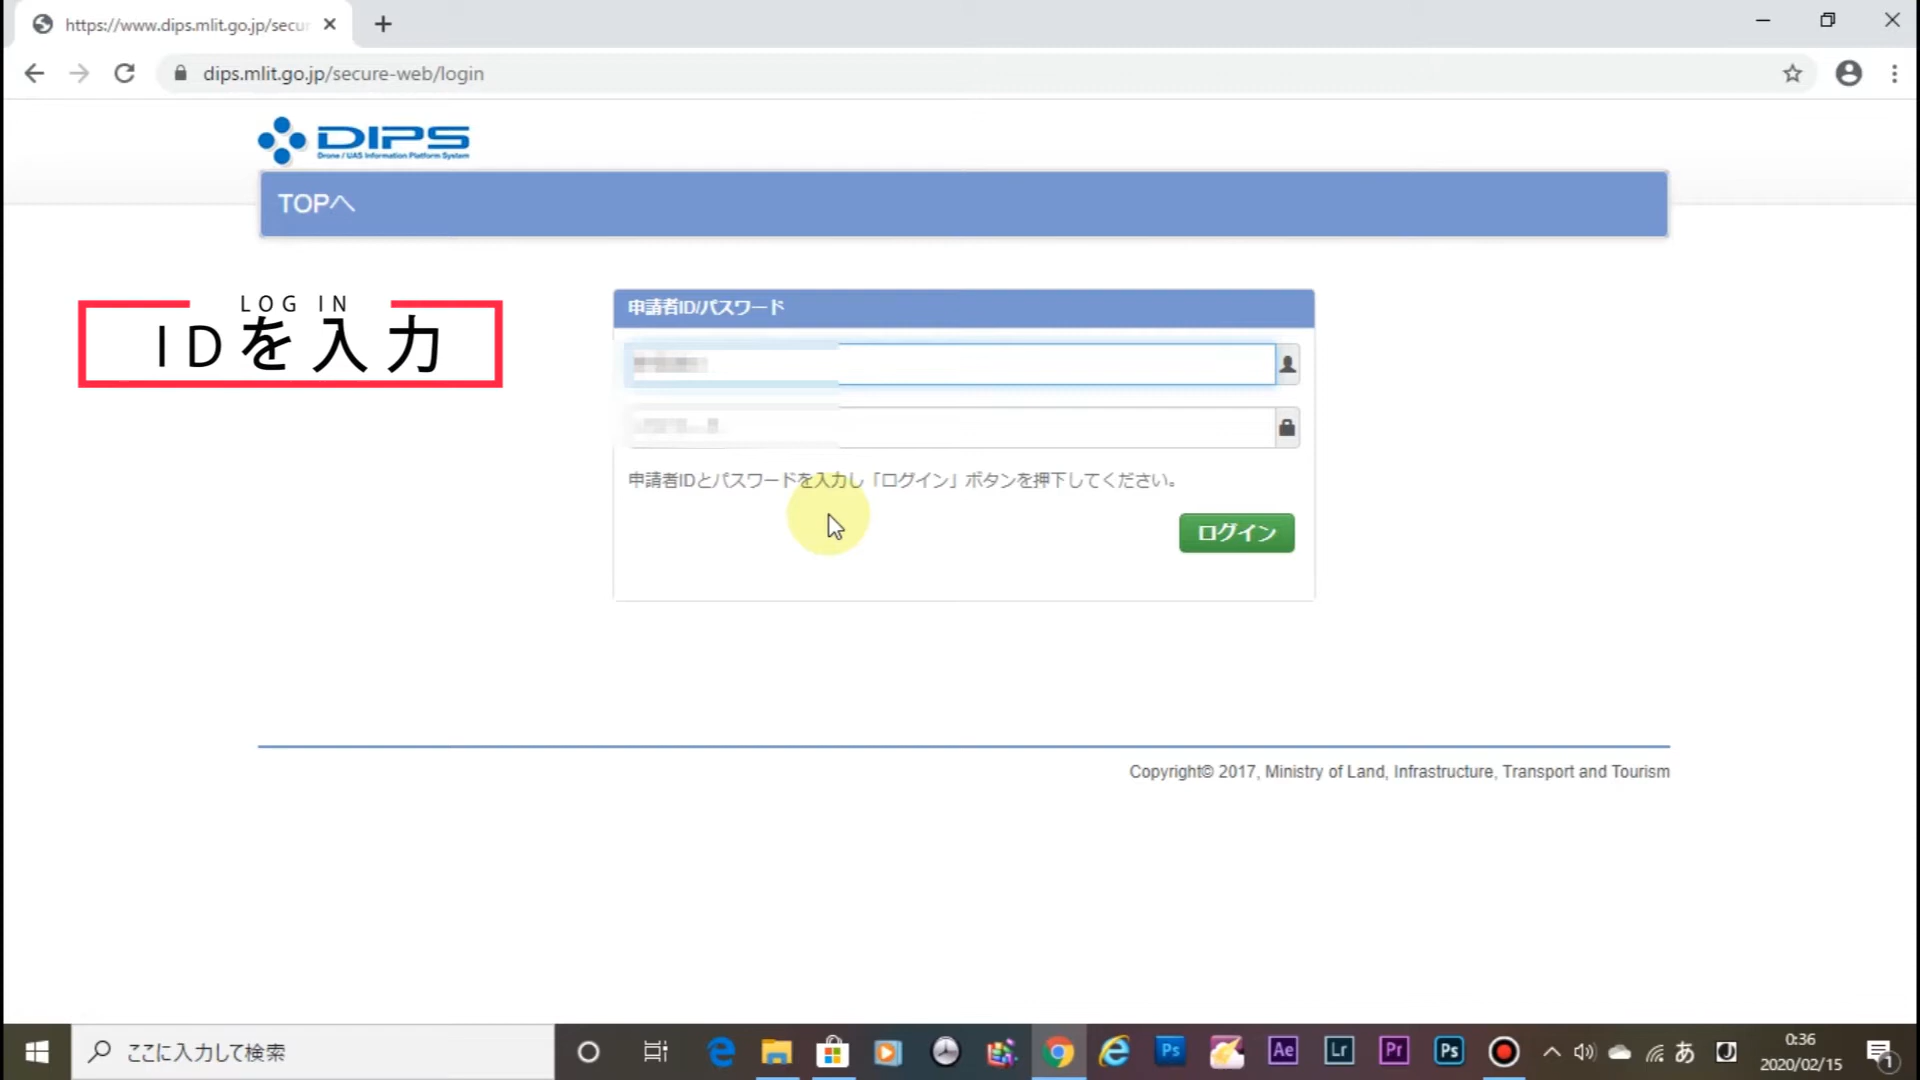 https://www.dips.mlit.go.jp/secur
dips.mlit.go.jp/secure-web/login
DIPS
Drone / UAS Information Platform System
TOPへ
LOG IN
IDを入力
申請者ID/パスワード
申請者IDとパスワードを入力し「ログイン」ボタンを押下してください。
ログイン
Copyright© 2017, Ministry of Land, Infrastructure, Transport and Tourism
ここに入力して検索
Ps
Ae
Lr
Pr
Ps
あ
J
0:36
2020/02/15
1